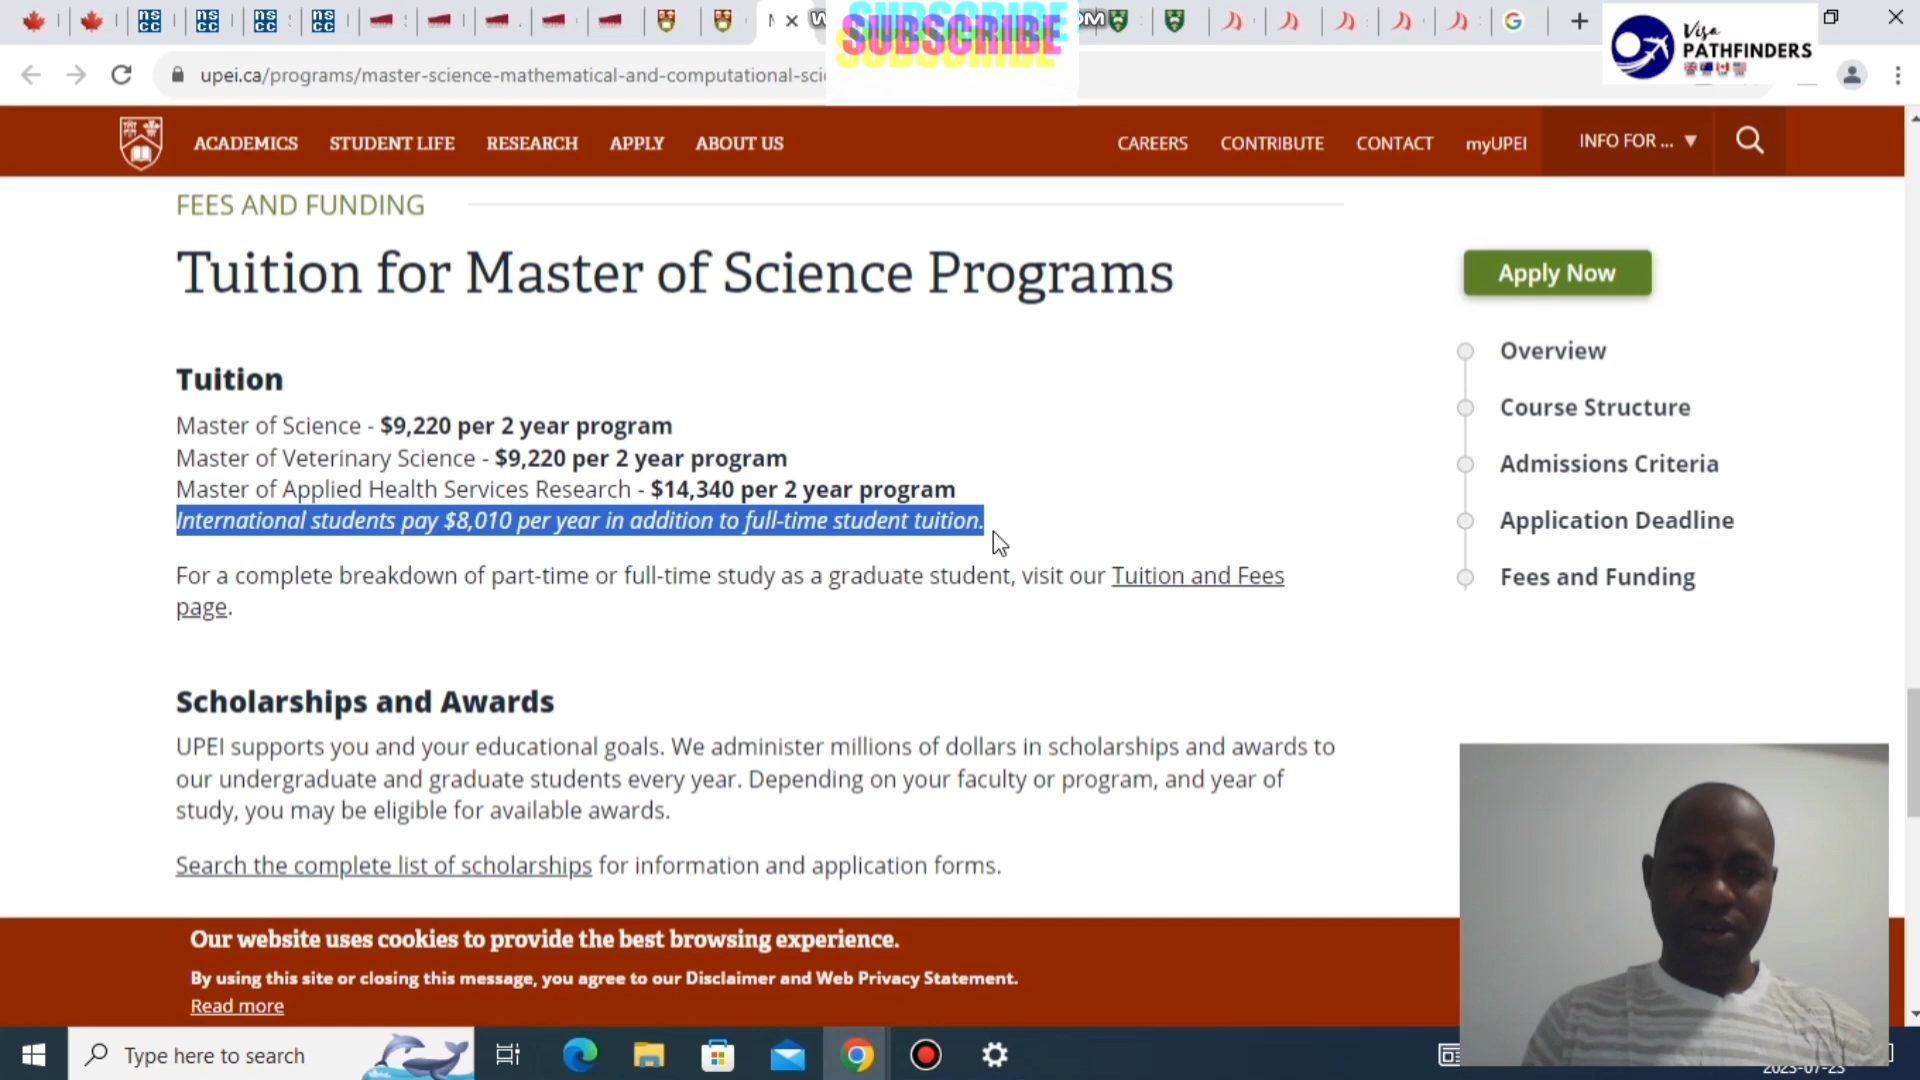 SUBSCRIBE
Visa
PATHFINDERS
upei.ca/programs/master-science-mathematical-and-computational-sci
ACADEMICS STUDENT LIFE RESEARCH APPLY ABOUT US CAREERS CONTRIBUTE CONTACT myUPEI INFO FOR ... ▼
FEES AND FUNDING
Tuition for Master of Science Programs
Apply Now
Overview
Course Structure
Admissions Criteria
Application Deadline
Fees and Funding
Tuition
Master of Science - $9,220 per 2 year program
Master of Veterinary Science - $9,220 per 2 year program
Master of Applied Health Services Research - $14,340 per 2 year program
International students pay $8,010 per year in addition to full-time student tuition.
For a complete breakdown of part-time or full-time study as a graduate student, visit our Tuition and Fees
page.
Scholarships and Awards
UPEI supports you and your educational goals. We administer millions of dollars in scholarships and awards to
our undergraduate and graduate students every year. Depending on your faculty or program, and year of
study, you may be eligible for available awards.
Search the complete list of scholarships for information and application forms.
Our website uses cookies to provide the best browsing experience.
By using this site or closing this message, you agree to our Disclaimer and Web Privacy Statement.
Read more
Type here to search
2023-07-23